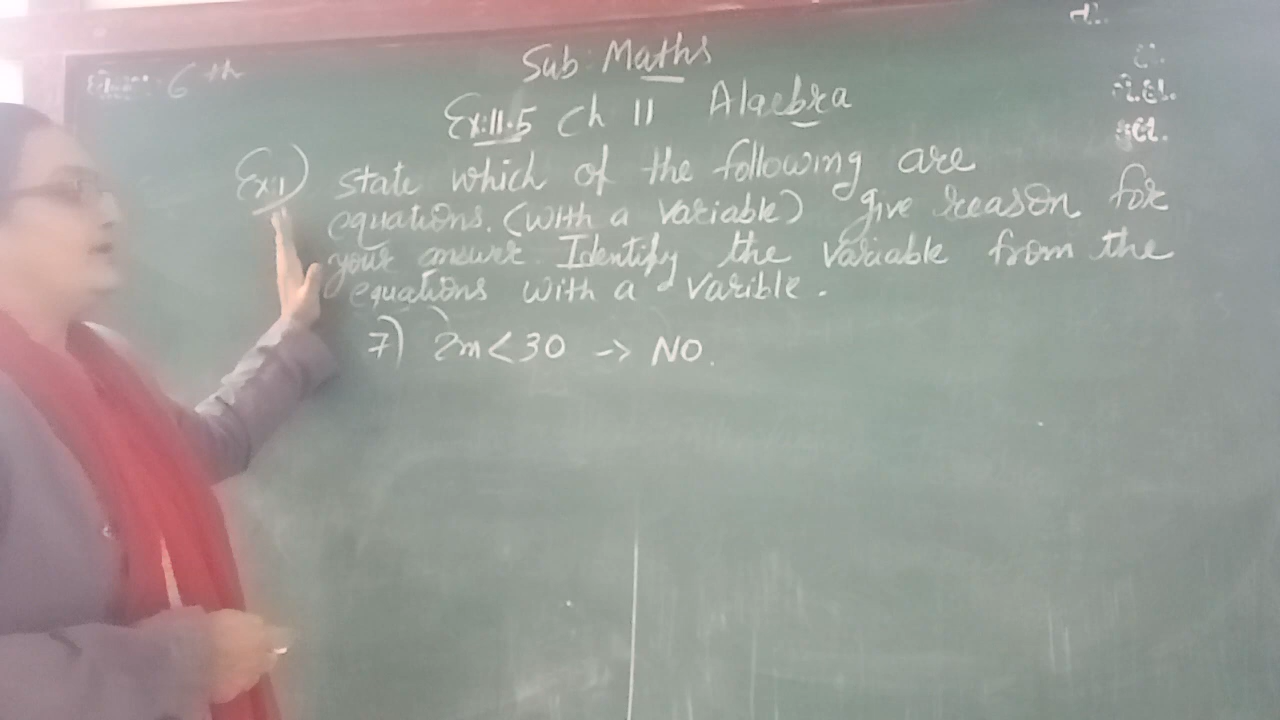 6th
Sub: Maths
Ex:11.5 Ch 11 Algebra
Ex:1) state which of the following are
equations. (with a variable) give reason for
your answer. Identify the variable from the
equations with a varible.
7) 2m < 30 → NO.